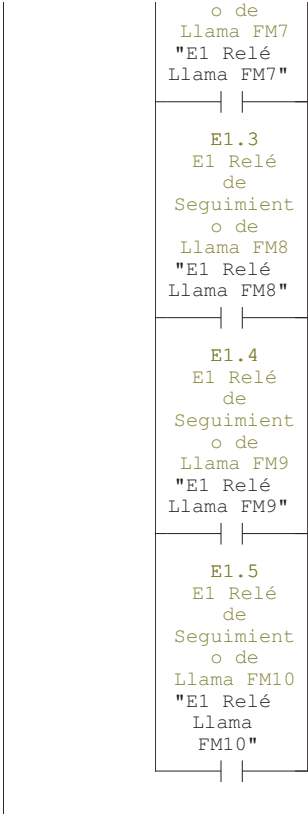 o de
Llama FM7
"E1 Relé
Llama FM7"
E1.3
E1 Relé
de
Seguimient
o de
Llama FM8
"E1 Relé
Llama FM8"
E1.4
E1 Relé
de
Seguimient
o de
Llama FM9
"E1 Relé
Llama FM9"
E1.5
E1 Relé
de
Seguimient
o de
Llama FM10
"E1 Relé
Llama
FM10"